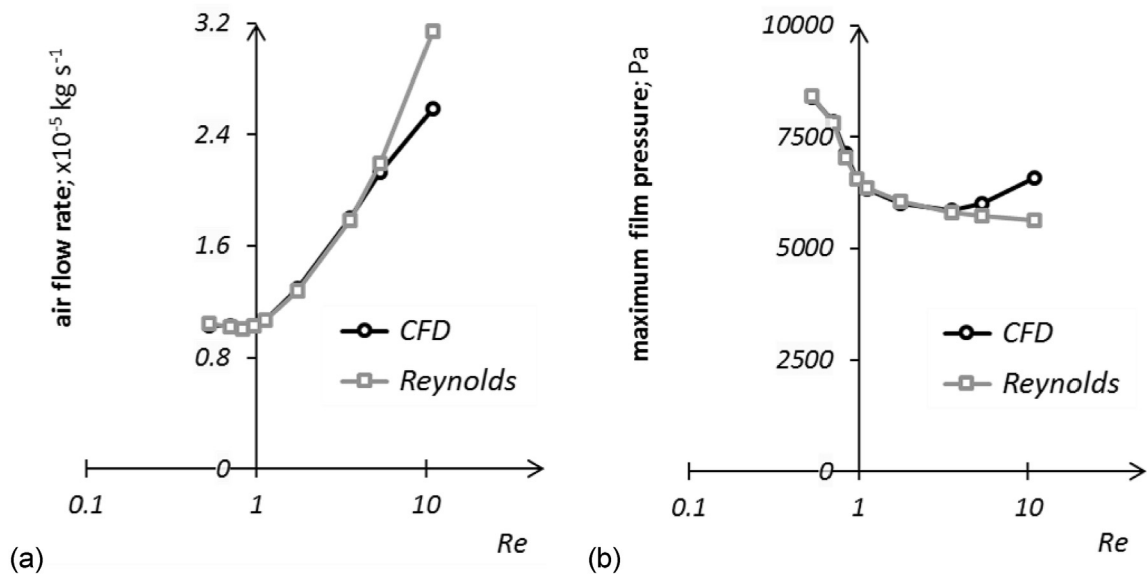 3.2
2.4
1.6
0.8
0
air flow rate; x10⁻⁵ kg s⁻¹
CFD
Reynolds
0.1
1
10
Re
(a)
10000
7500
5000
2500
0
maximum film pressure; Pa
CFD
Reynolds
0.1
1
10
Re
(b)